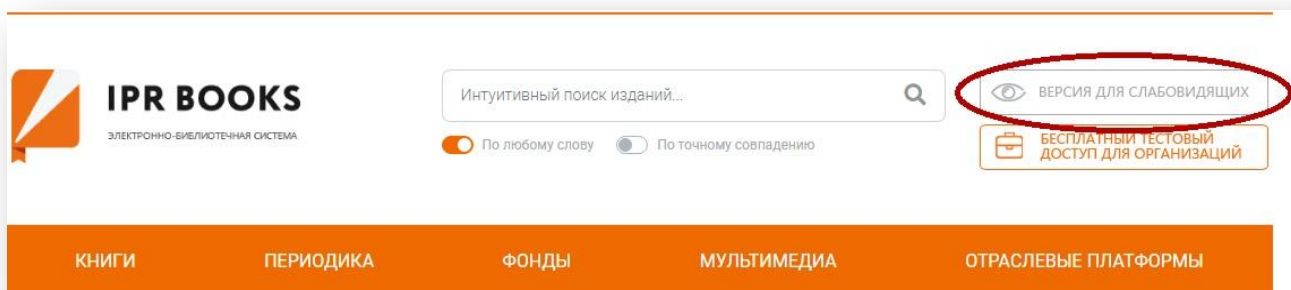 IPR BOOKS
ЭЛЕКТРОННО-БИБЛИОТЕЧНАЯ СИСТЕМА
Интуитивный поиск изданий...
По любому слову
По точному совпадению
ВЕРСИЯ ДЛЯ СЛАБОВИДЯЩИХ
БЕСПЛАТНЫЙ ТЕСТОВЫЙ
ДОСТУП ДЛЯ ОРГАНИЗАЦИЙ
КНИГИ
ПЕРИОДИКА
ФОНДЫ
МУЛЬТИМЕДИА
ОТРАСЛЕВЫЕ ПЛАТФОРМЫ